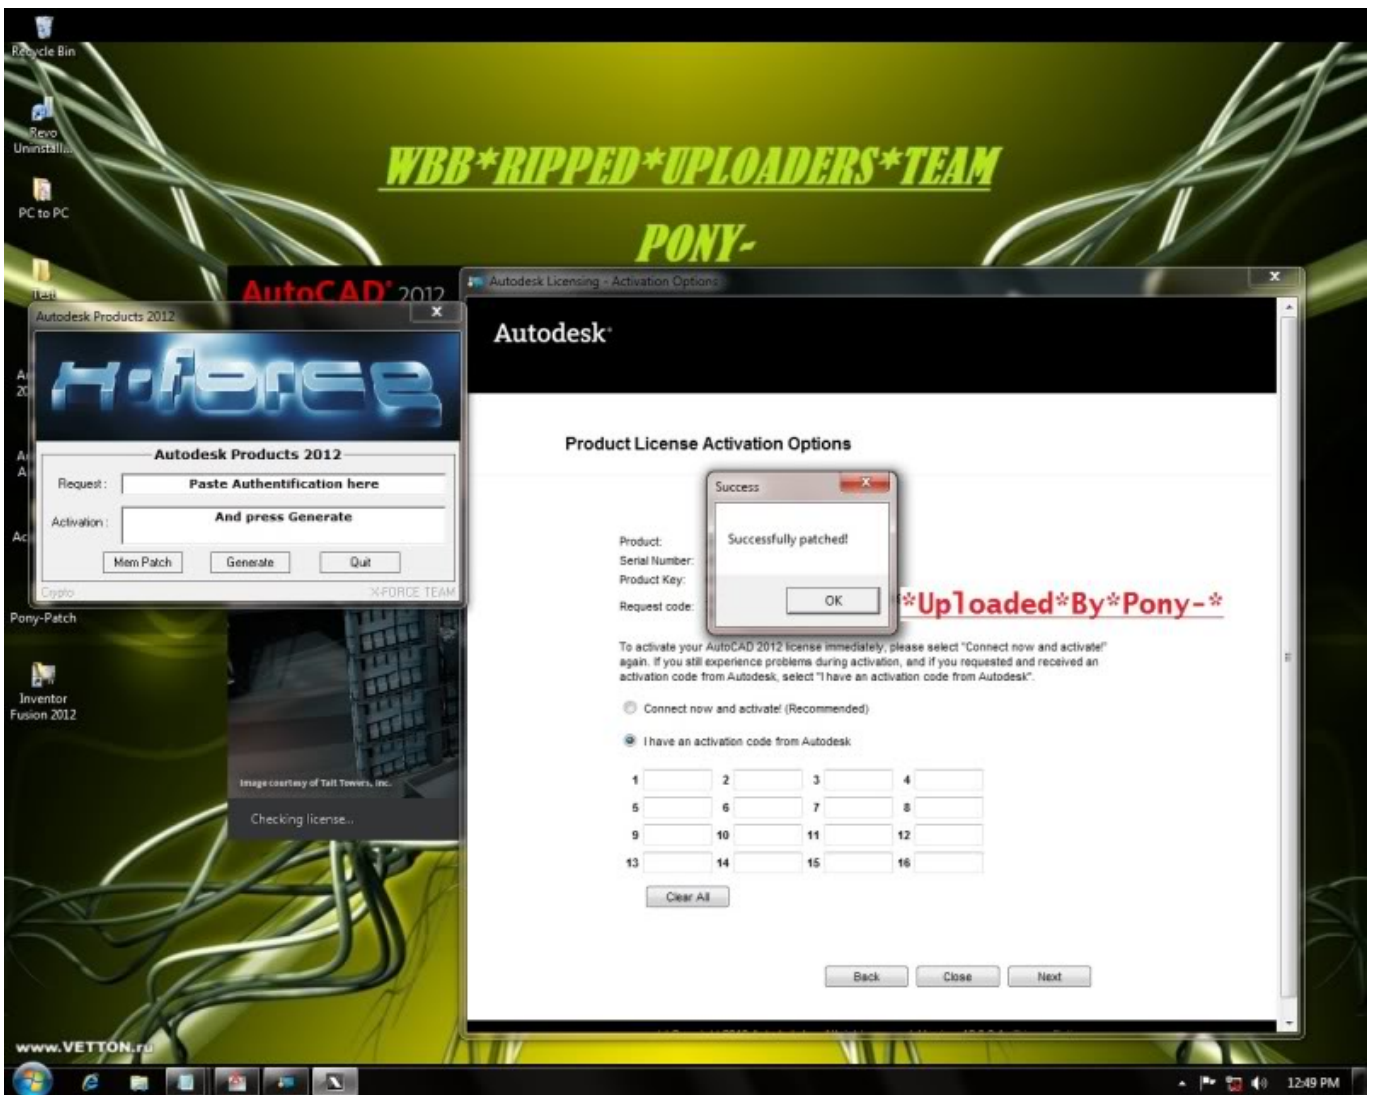 Recycle Bin
Revo
Uninstall...
PC to PC
Test
WBB*RIPPED*UPLOADERS*TEAM
PONY-
AutoCAD 2012
Autodesk Licensing - Activation Options
Autodesk Products 2012
x-force
Autodesk Products 2012
Request:
Paste Authentification here
Activation:
And press Generate
Mem Patch
Generate
Quit
Crypto
X-FORCE TEAM
Pony-Patch
Inventor
Fusion 2012
Image courtesy of Tait Towers, Inc.
Checking license...
Autodesk
Product License Activation Options
Success
Successfully patched!
OK
Product:
Serial Number:
Product Key:
Request code:
*Uploaded*By*Pony-*
To activate your AutoCAD 2012 license immediately, please select "Connect now and activate!"
again. If you still experience problems during activation, and if you requested and received an
activation code from Autodesk, select "I have an activation code from Autodesk".
Connect now and activate! (Recommended)
I have an activation code from Autodesk
1 2 3 4
5 6 7 8
9 10 11 12
13 14 15 16
Clear All
Back
Close
Next
www.VETTON.ru
12:49 PM